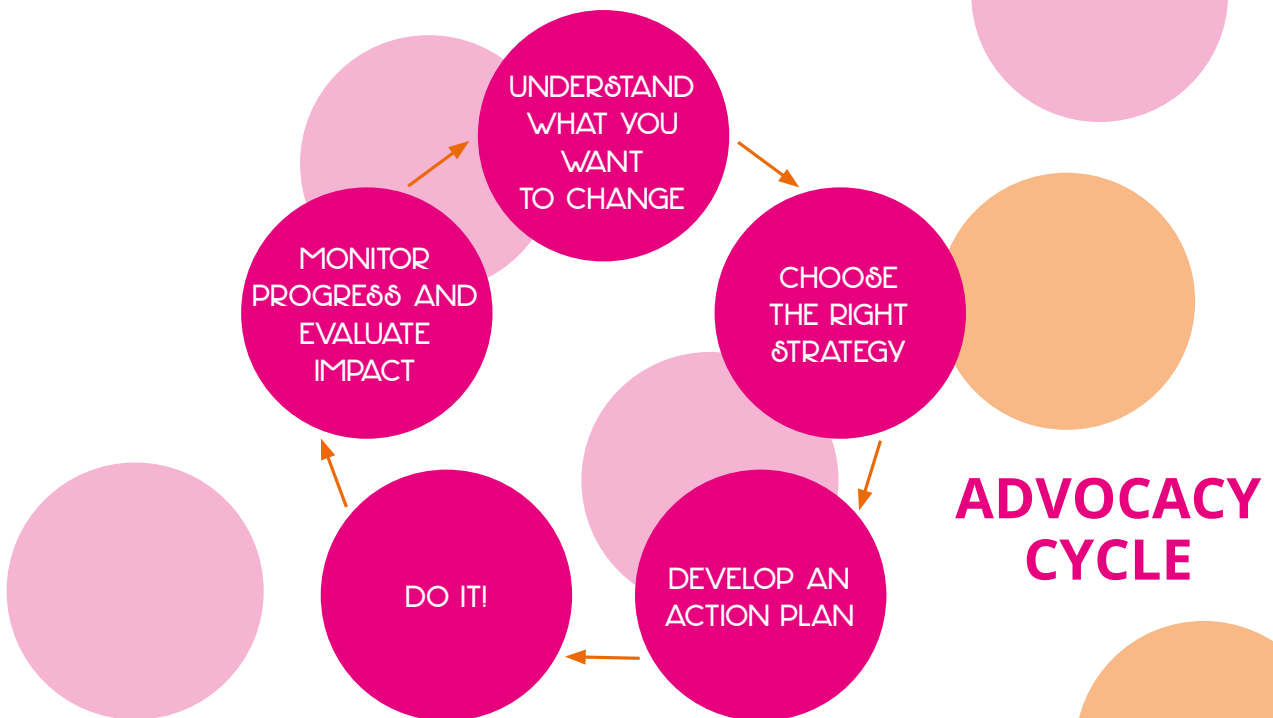 UNDERSTAND
WHAT YOU
WANT
TO CHANGE
CHOOSE
THE RIGHT
STRATEGY
DEVELOP AN
ACTION PLAN
DO IT!
MONITOR
PROGRESS AND
EVALUATE
IMPACT
ADVOCACY
CYCLE